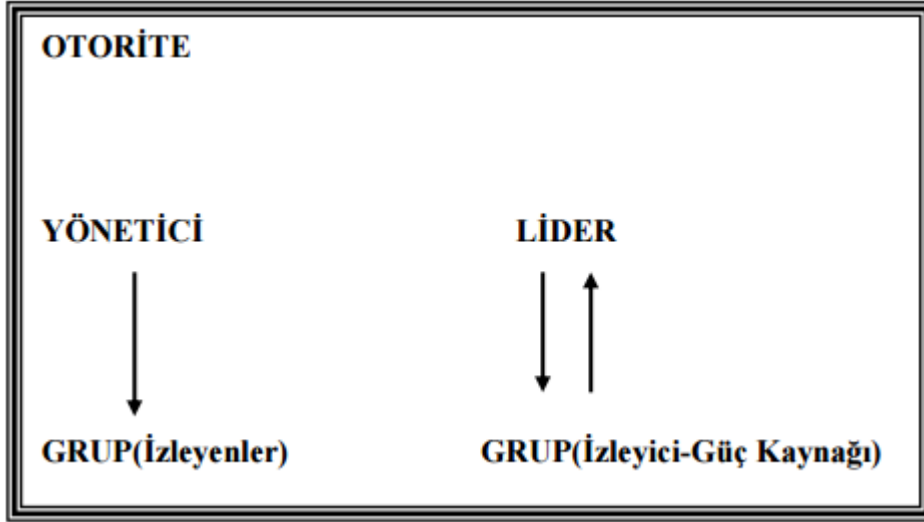 OTORİTE
YÖNETİCİ LİDER
GRUP(İzleyenler) GRUP(İzleyici-Güç Kaynağı)